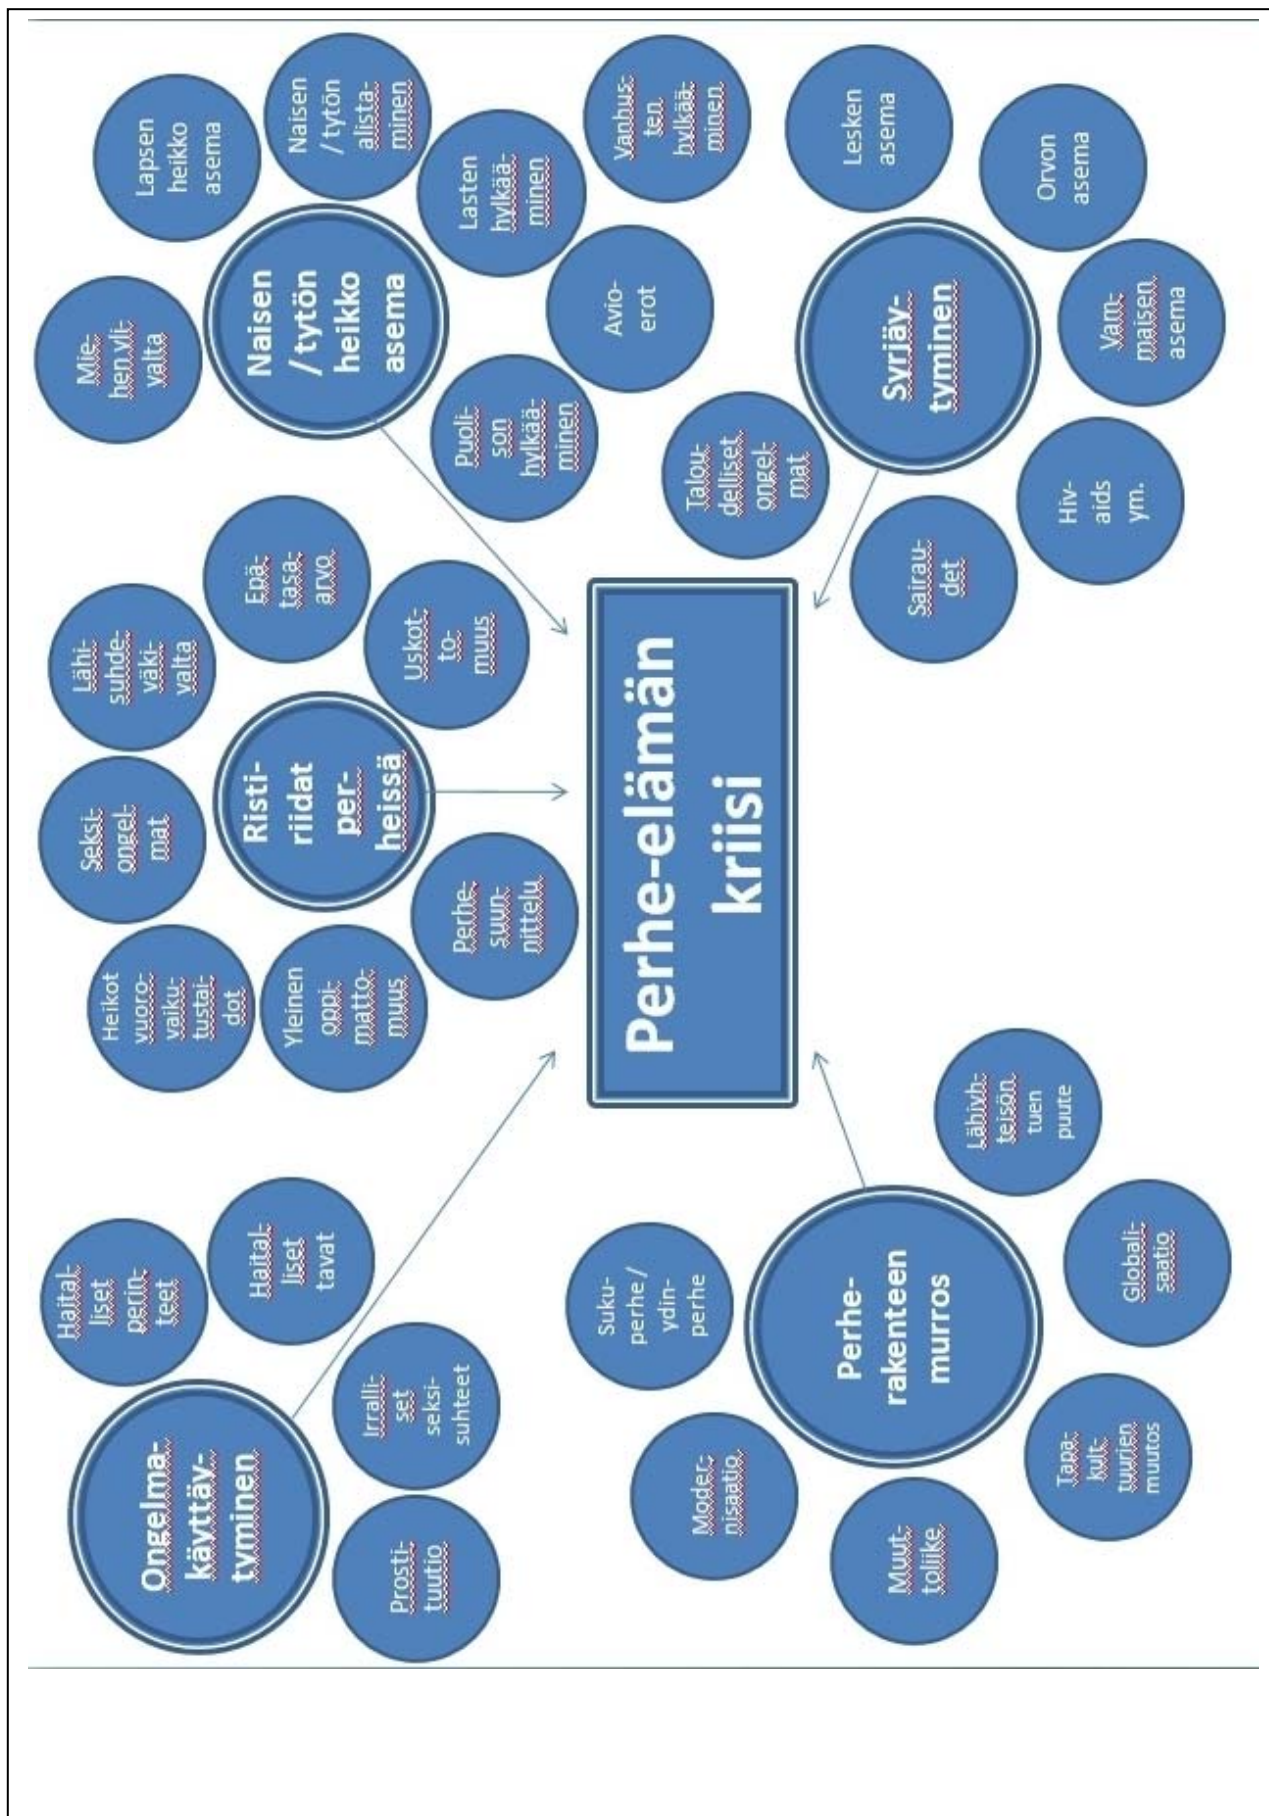 Ongelma-
käyttäy-
tyminen
Haital-
liset
perin-
teet
Haital-
liset
tavat
Prosti-
tuutio
Irralli-
set
seksi-
suhteet
Heikot
vuoro-
vaiku-
tustai-
dot
Seksi-
ongel-
mat
Lähi-
suhde-
väki-
valta
Epä-
tasa-
arvo
Uskot-
to-
muus
Risti-
riidat
per-
heissä
Yleinen
oppi-
matto-
muus
Perhe-
suun-
nittelu
Mie-
hen yli-
valta
Lapsen
heikko
asema
Naisen
/ tytön
heikko
asema
Naisen
/ tytön
alista-
minen
Lasten
hylkää-
minen
Puoli-
son
hylkää-
minen
Avio-
erot
Vanhus-
ten
hylkää-
minen
Perhe-elämän
kriisi
Suku-
perhe /
ydin-
perhe
Moder-
nisaatio
Perhe-
rakenteen
murros
Muut-
toliike
Tapa-
kult-
tuurien
muutos
Globali-
saatio
Lähiyh-
teisön
tuen
puute
Talou-
delliset
ongel-
mat
Syrjäy-
tyminen
Lesken
asema
Orvon
asema
Vam-
maisen
asema
Hiv-
aids
ym.
Sairau-
det